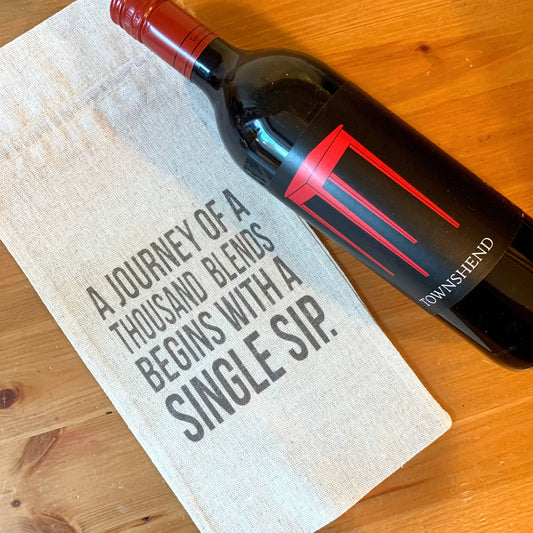 A JOURNEY OF A
THOUSAND BLENDS
BEGINS WITH A
SINGLE SIP.
TOWNSHEND